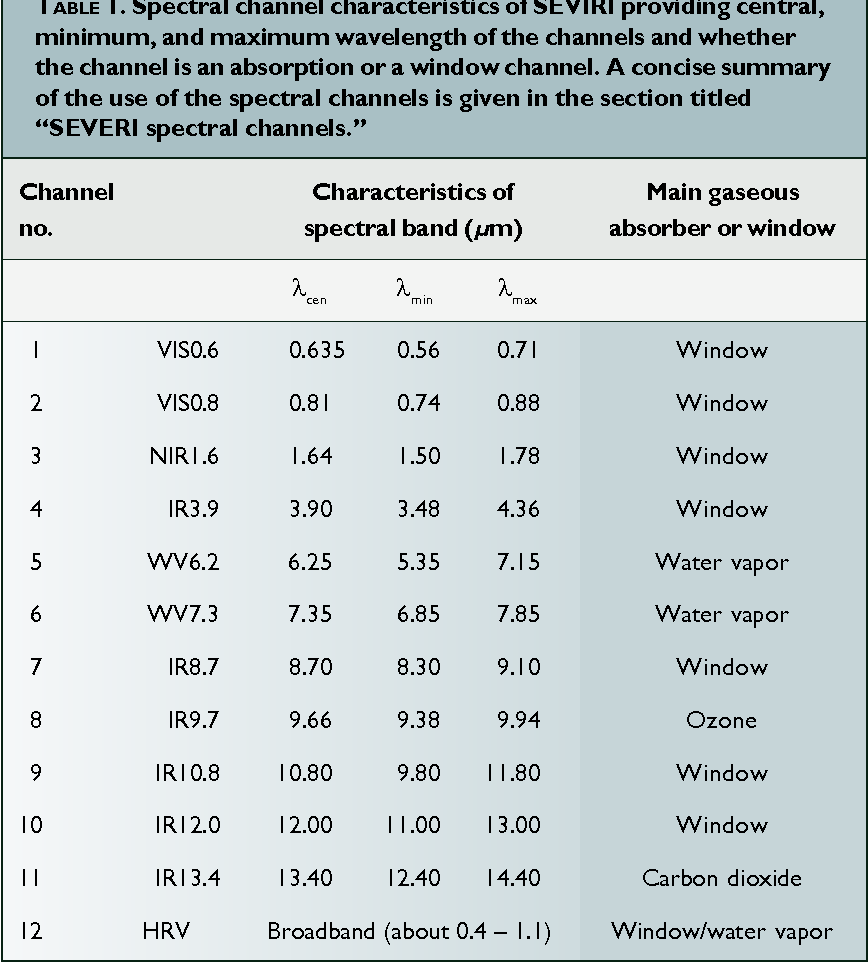 TABLE 1. Spectral channel characteristics of SEVIRI providing central,
minimum, and maximum wavelength of the channels and whether
the channel is an absorption or a window channel. A concise summary
of the use of the spectral channels is given in the section titled
“SEVERI spectral channels.”
Channel no. Characteristics of spectral band (μm) Main gaseous absorber or window
λcen λmin λmax
1 VIS0.6 0.635 0.56 0.71 Window
2 VIS0.8 0.81 0.74 0.88 Window
3 NIR1.6 1.64 1.50 1.78 Window
4 IR3.9 3.90 3.48 4.36 Window
5 WV6.2 6.25 5.35 7.15 Water vapor
6 WV7.3 7.35 6.85 7.85 Water vapor
7 IR8.7 8.70 8.30 9.10 Window
8 IR9.7 9.66 9.38 9.94 Ozone
9 IR10.8 10.80 9.80 11.80 Window
10 IR12.0 12.00 11.00 13.00 Window
11 IR13.4 13.40 12.40 14.40 Carbon dioxide
12 HRV Broadband (about 0.4 – 1.1) Window/water vapor